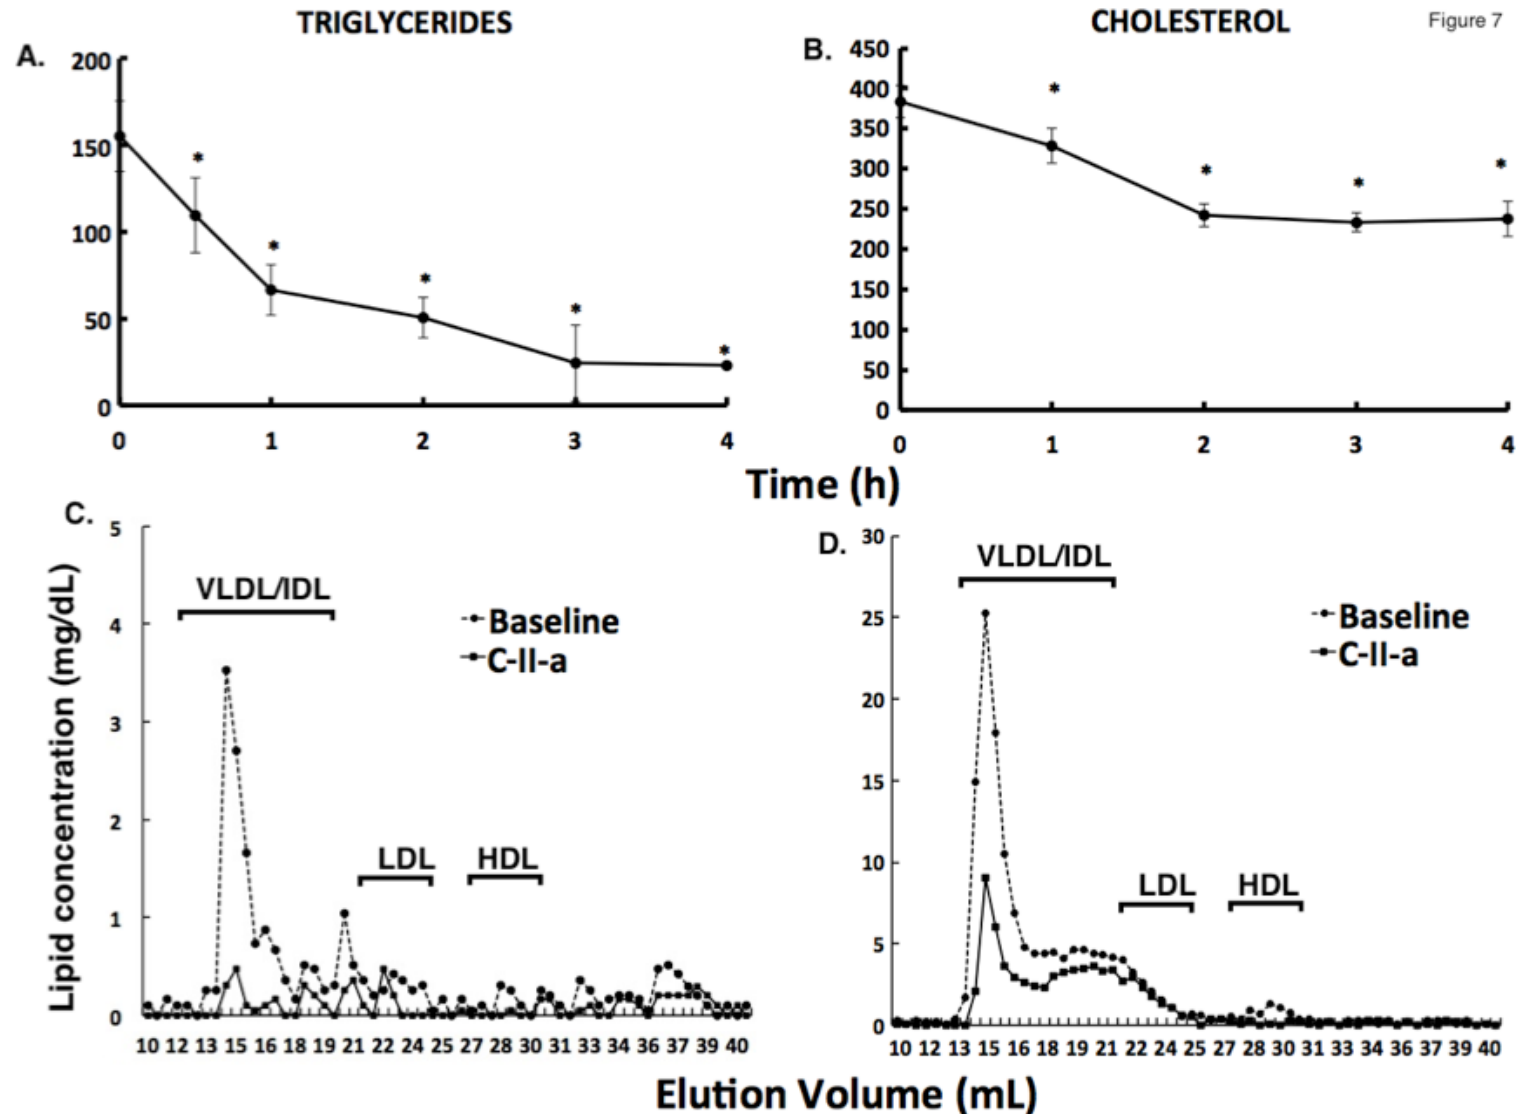 TRIGLYCERIDES
CHOLESTEROL
Figure 7
A.
200
150
100
50
0
0 1 2 3 4
* * * * *
B.
450
400
350
300
250
200
150
100
50
0
0 1 2 3 4
* * * *
Time (h)
Lipid concentration (mg/dL)
C.
5
4
3
2
1
0
VLDL/IDL
Baseline
C-II-a
LDL
HDL
10 12 13 15 16 18 19 21 22 24 25 27 28 30 31 33 34 36 37 39 40
D.
30
25
20
15
10
5
0
VLDL/IDL
Baseline
C-II-a
LDL
HDL
10 12 13 15 16 18 19 21 22 24 25 27 28 30 31 33 34 36 37 39 40
Elution Volume (mL)